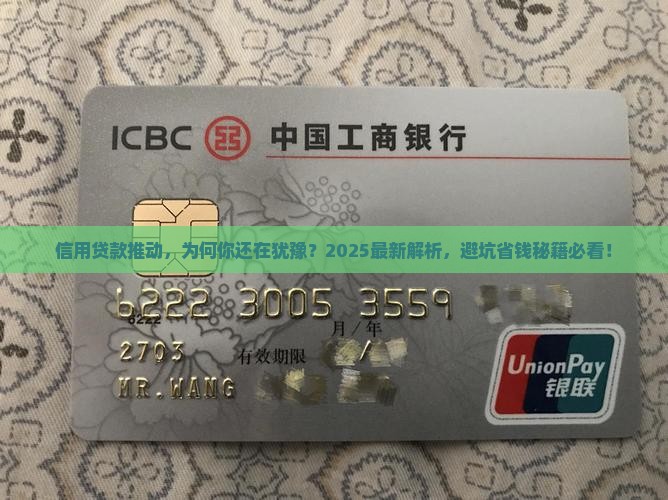 ICBC 中国工商银行
信用贷款推动，为何你还在犹豫？2025最新解析，避坑省钱秘籍必看！
6222 3005 3559
6222
月/年
2703 有效期限 /
MR.WANG
UnionPay
银联